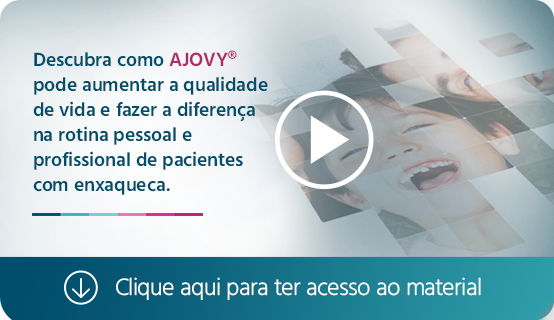 Descubra como AJOVY®
pode aumentar a qualidade
de vida e fazer a diferença
na rotina pessoal e
profissional de pacientes
com enxaqueca.
Clique aqui para ter acesso ao material